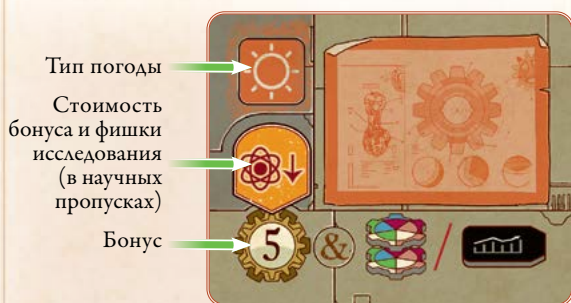 Тип погоды
Стоимость
бонуса и фишки
исследования
(в научных
пропусках)
Бонус
5 & /